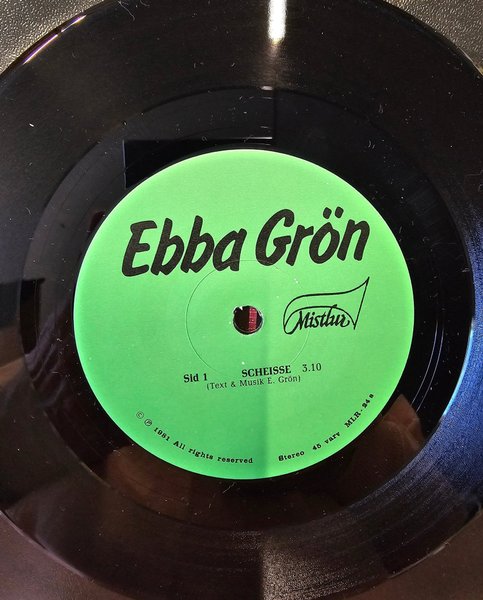 Ebba Grön
Mistlur
Sid 1 SCHEISSE 3.10
(Text & Musik E. Grön)
© ℗ 1981 All rights reserved Stereo 45 varv MLR-24 s